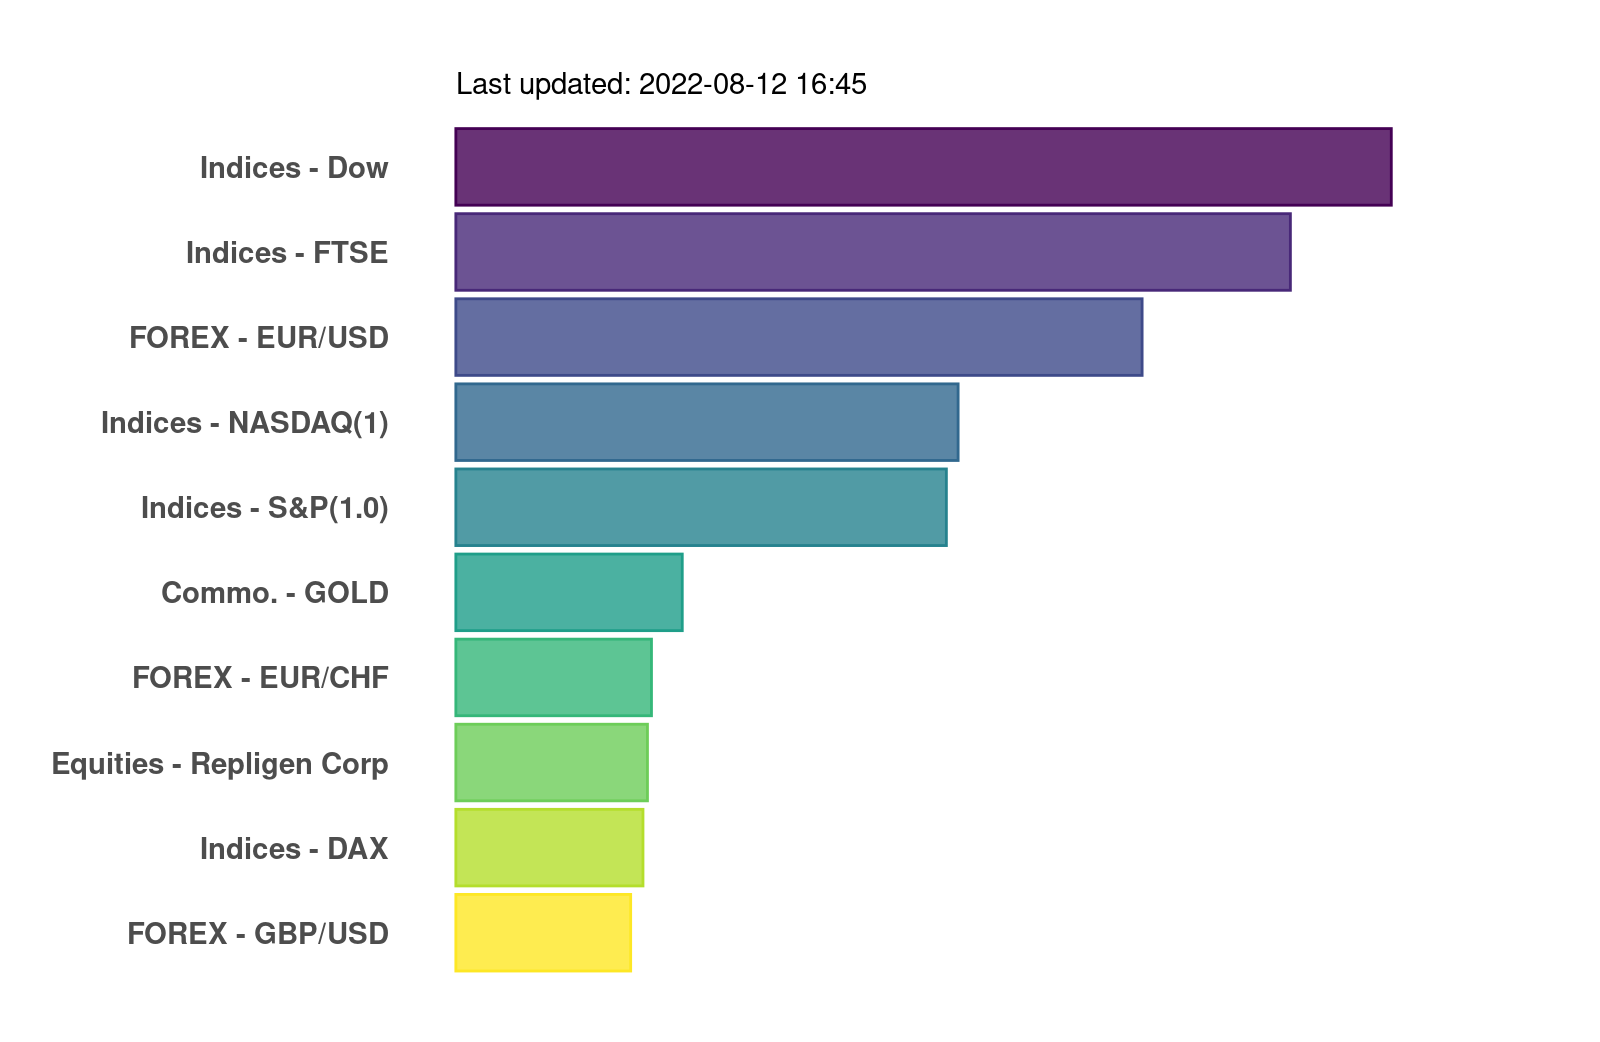 Last updated: 2022-08-12 16:45
Indices - Dow
Indices - FTSE
FOREX - EUR/USD
Indices - NASDAQ(1)
Indices - S&P(1.0)
Commo. - GOLD
FOREX - EUR/CHF
Equities - Repligen Corp
Indices - DAX
FOREX - GBP/USD